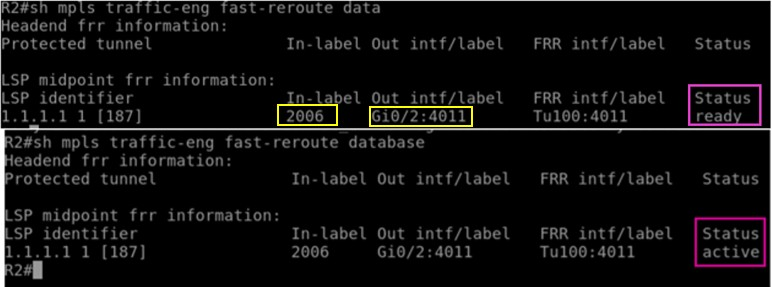 R2#sh mpls traffic-eng fast-reroute data
Headend frr information:
Protected tunnel In-label Out intf/label FRR intf/label Status
LSP midpoint frr information:
LSP identifier In-label Out intf/label FRR intf/label Status
1.1.1.1 1 [187] 2006 Gi0/2:4011 Tu100:4011 ready
R2#sh mpls traffic-eng fast-reroute database
Headend frr information:
Protected tunnel In-label Out intf/label FRR intf/label Status
LSP midpoint frr information:
LSP identifier In-label Out intf/label FRR intf/label Status
1.1.1.1 1 [187] 2006 Gi0/2:4011 Tu100:4011 active
R2#